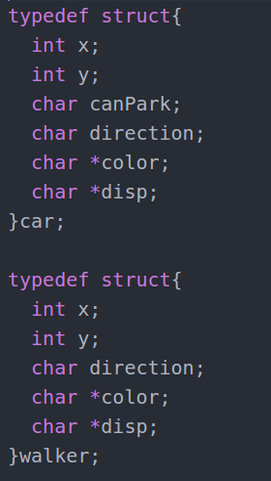 typedef struct{
  int x;
  int y;
  char canPark;
  char direction;
  char *color;
  char *disp;
}car;

typedef struct{
  int x;
  int y;
  char direction;
  char *color;
  char *disp;
}walker;